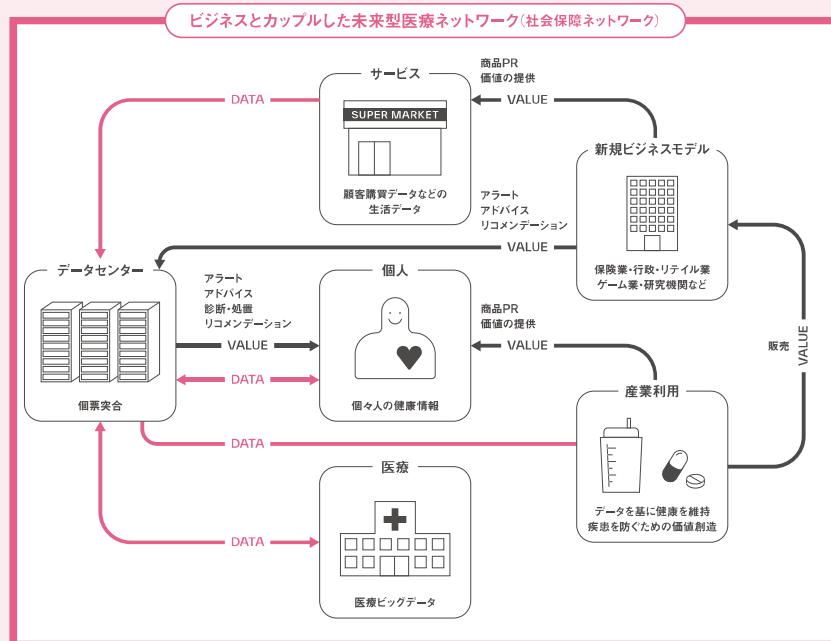 ビジネスとカップルした未来型医療ネットワーク(社会保障ネットワーク)
サービス
商品PR
価値の提供
DATA
VALUE
SUPER MARKET
新規ビジネスモデル
顧客購買データなどの
生活データ
アラート
アドバイス
リコメンデーション
VALUE
保険業・行政・リテイル業
ゲーム業・研究機関など
データセンター
アラート
アドバイス
診断・処置
リコメンデーション
VALUE
個人
商品PR
価値の提供
VALUE
販売
VALUE
DATA
個票突合
個々人の健康情報
産業利用
DATA
医療
データを基に健康を維持
疾患を防ぐための価値創造
DATA
医療ビッグデータ